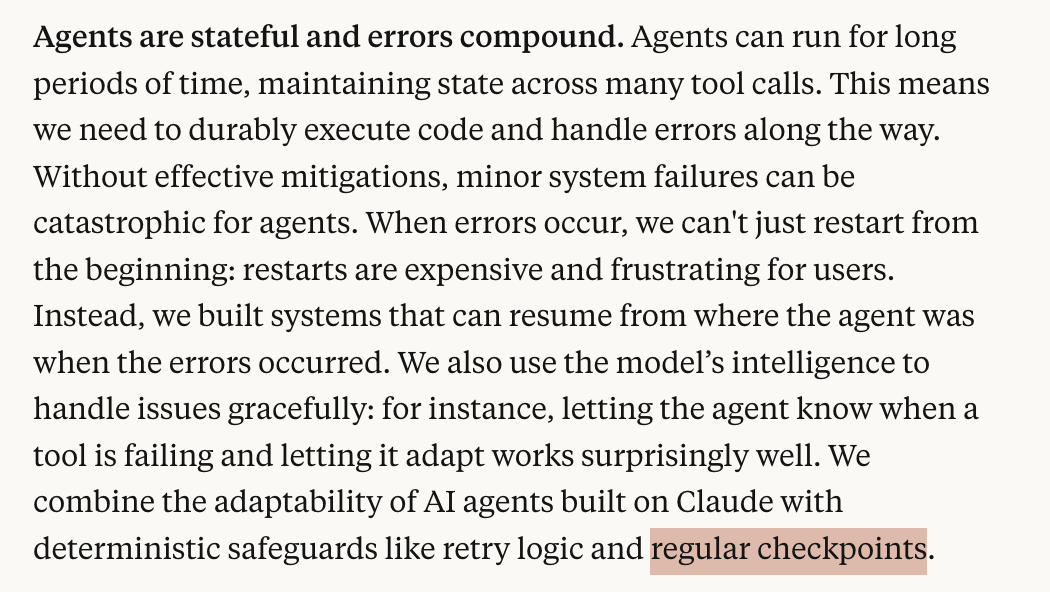 Agents are stateful and errors compound. Agents can run for long
periods of time, maintaining state across many tool calls. This means
we need to durably execute code and handle errors along the way.
Without effective mitigations, minor system failures can be
catastrophic for agents. When errors occur, we can't just restart from
the beginning: restarts are expensive and frustrating for users.
Instead, we built systems that can resume from where the agent was
when the errors occurred. We also use the model’s intelligence to
handle issues gracefully: for instance, letting the agent know when a
tool is failing and letting it adapt works surprisingly well. We
combine the adaptability of AI agents built on Claude with
deterministic safeguards like retry logic and regular checkpoints.